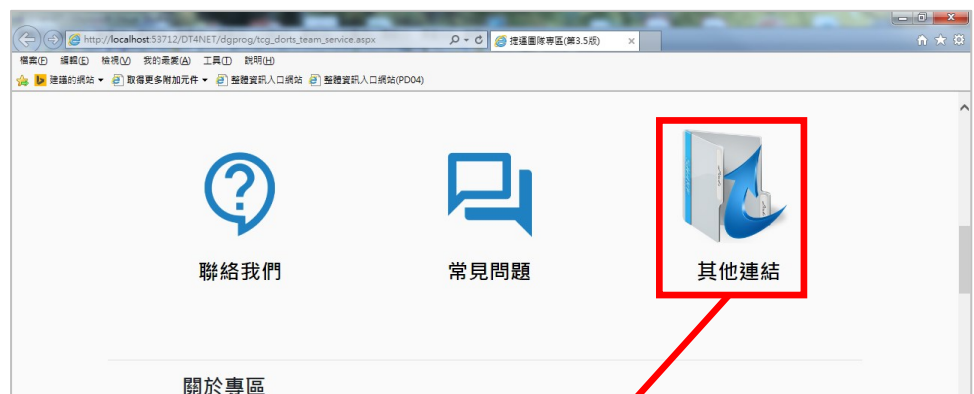 http://localhost:53712/DT4NET/dgprog/tcg_dorts_team_service.aspx
捷運團隊專區(第3.5版)
檔案(F) 編輯(E) 檢視(V) 我的最愛(A) 工具(T) 說明(H)
建議的網站 取得更多附加元件 整體資訊入口網站 整體資訊入口網站(PD04)
聯絡我們 常見問題 其他連結
關於專區